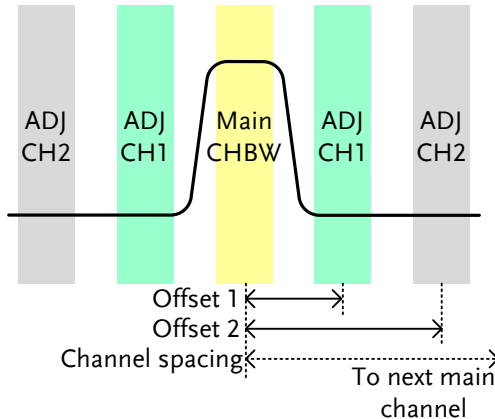 ADJ
CH2
ADJ
CH1
Main
CHBW
ADJ
CH1
ADJ
CH2
Offset 1
Offset 2
Channel spacing
To next main
channel